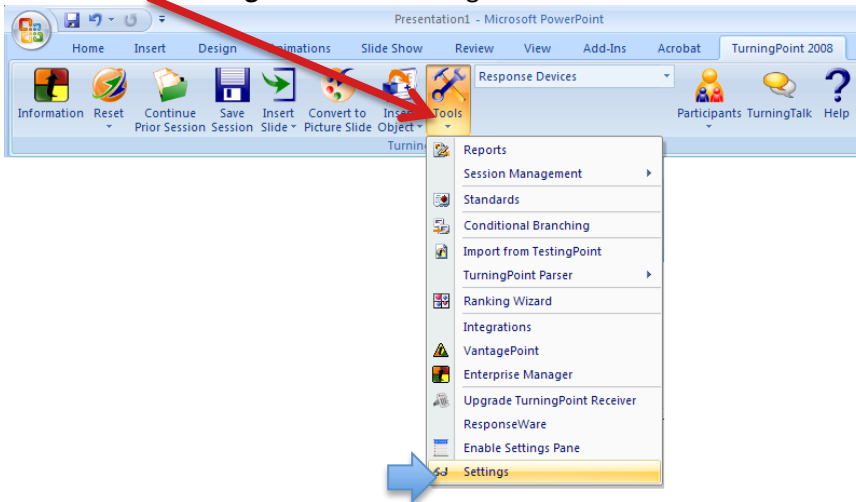 Presentation1 - Microsoft PowerPoint
Home Insert Design Animations Slide Show Review View Add-Ins Acrobat TurningPoint 2008
Information Reset Continue Prior Session Save Session Insert Slide Convert to Picture Slide Insert Object Tools Response Devices Participants TurningTalk Help
Reports
Session Management
Standards
Conditional Branching
Import from TestingPoint
TurningPoint Parser
Ranking Wizard
Integrations
VantagePoint
Enterprise Manager
Upgrade TurningPoint Receiver
ResponseWare
Enable Settings Pane
Settings